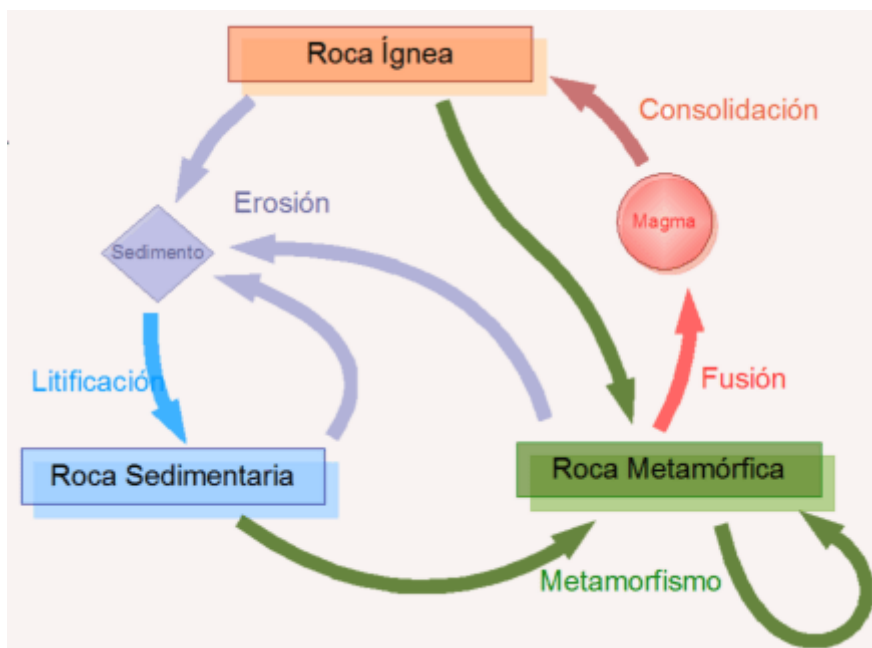 Roca Ígnea
Consolidación
Erosión
Magma
Sedimento
Litificación
Fusión
Roca Sedimentaria
Roca Metamórfica
Metamorfismo